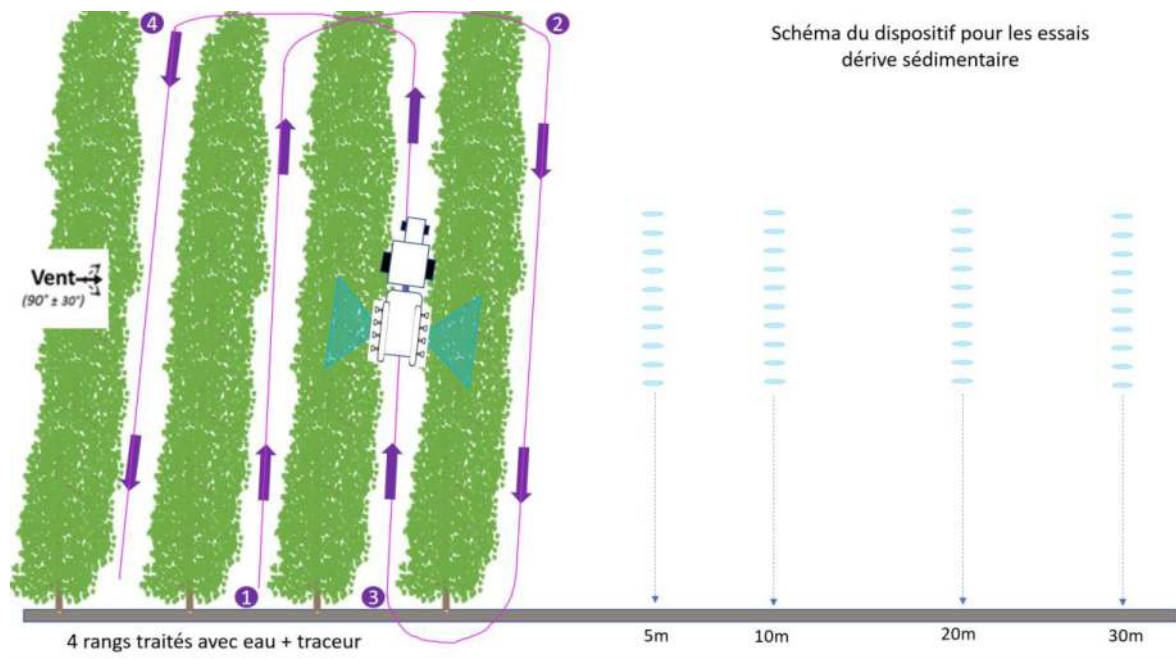 4
2
Schéma du dispositif pour les essais
dérive sédimentaire
Vent
(90° ± 30°)
1
3
4 rangs traités avec eau + traceur
5m
10m
20m
30m